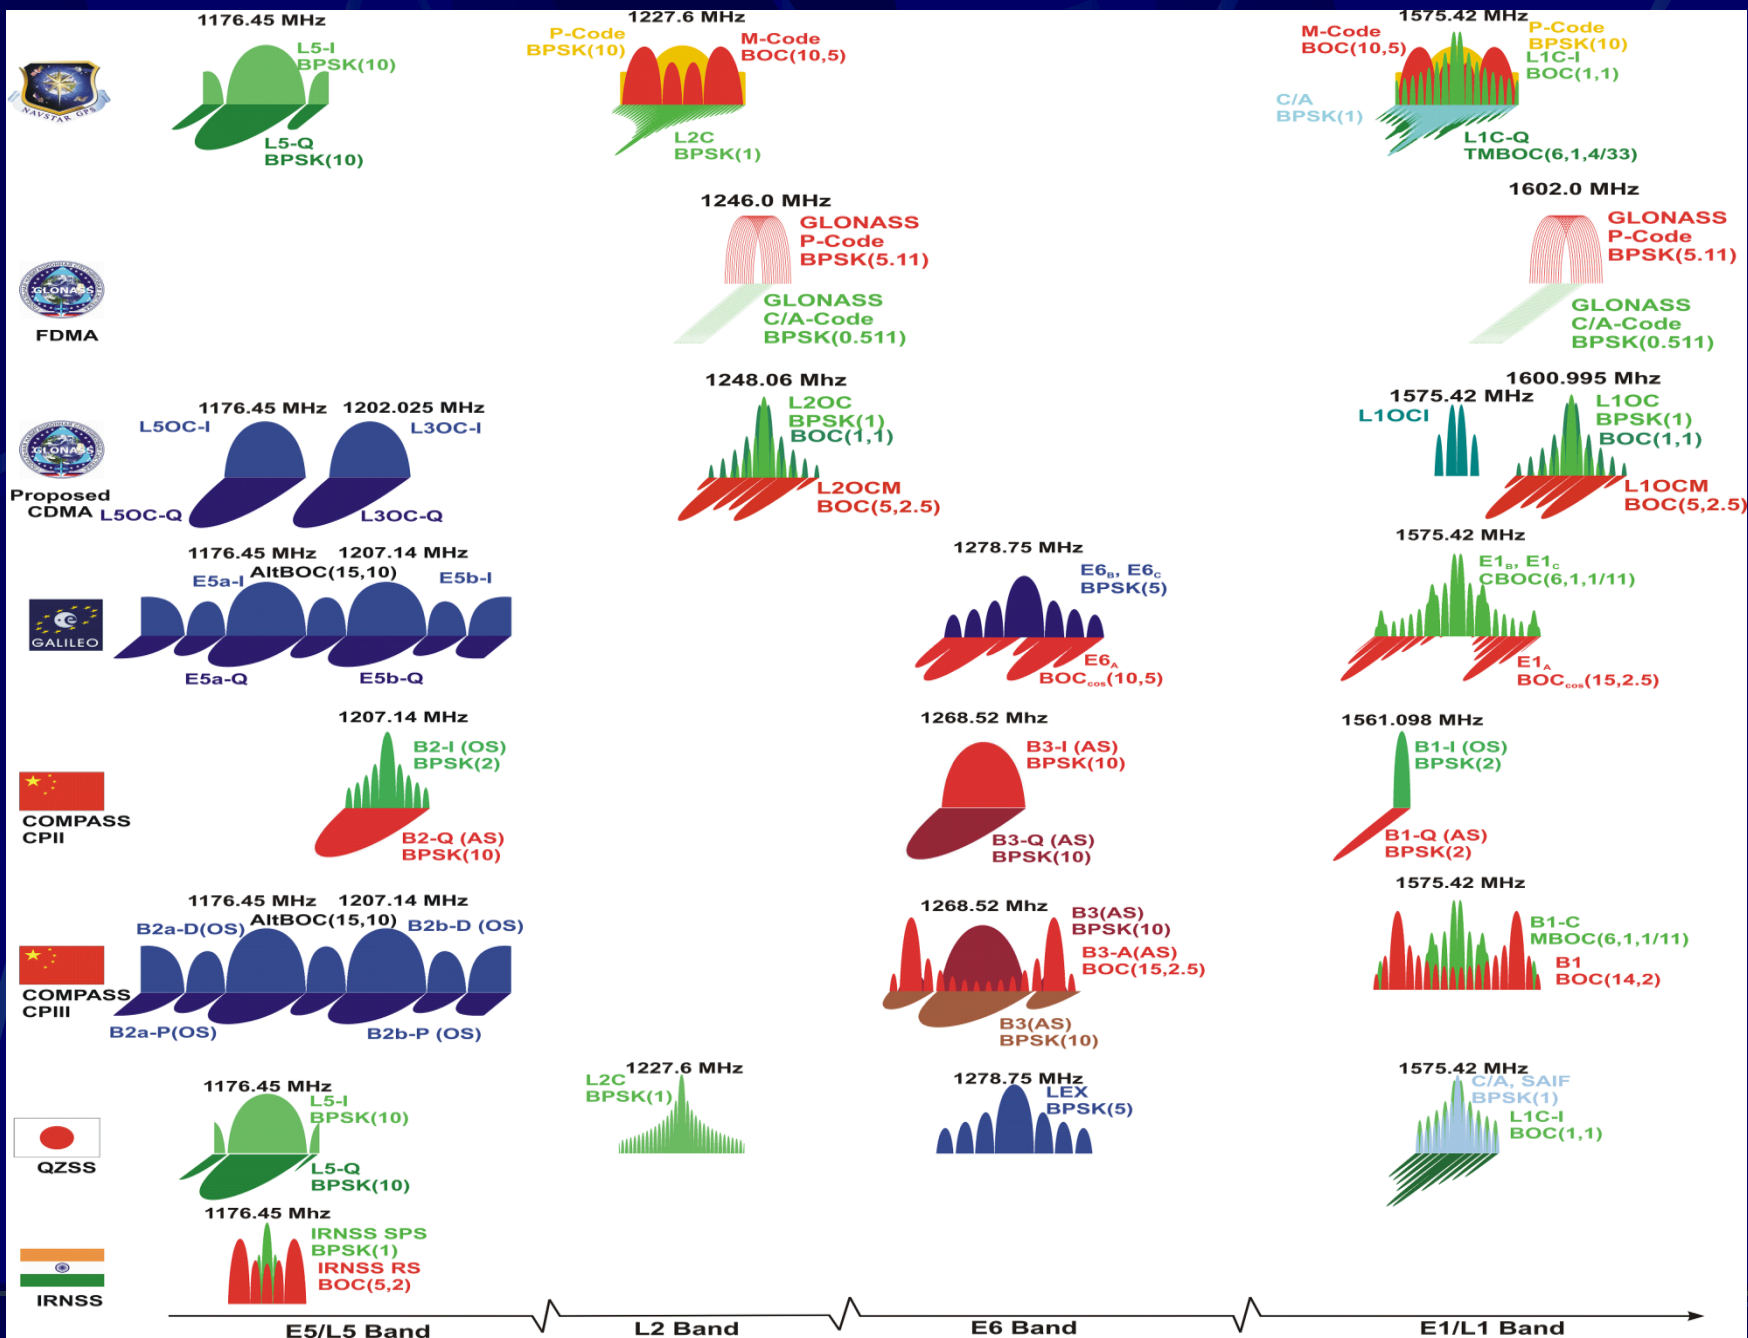 1176.45 MHz
L5-I
BPSK(10)
L5-Q
BPSK(10)
1227.6 MHz
P-Code
BPSK(10)
M-Code
BOC(10,5)
L2C
BPSK(1)
1575.42 MHz
M-Code
BOC(10,5)
P-Code
BPSK(10)
L1C-I
BOC(1,1)
C/A
BPSK(1)
L1C-Q
TMBOC(6,1,4/33)
NAVSTAR GPS
1246.0 MHz
GLONASS
P-Code
BPSK(5.11)
GLONASS
C/A-Code
BPSK(0.511)
1602.0 MHz
GLONASS
P-Code
BPSK(5.11)
GLONASS
C/A-Code
BPSK(0.511)
GLONASS
FDMA
1176.45 MHz
L5OC-I
L5OC-Q
1202.025 MHz
L3OC-I
L3OC-Q
1248.06 Mhz
L2OC
BPSK(1)
BOC(1,1)
L2OCM
BOC(5,2.5)
1575.42 MHz
L1OCI
1600.995 Mhz
L1OC
BPSK(1)
BOC(1,1)
L1OCM
BOC(5,2.5)
GLONASS
Proposed
CDMA
1176.45 MHz
1207.14 MHz
AltBOC(15,10)
E5a-I
E5b-I
E5a-Q
E5b-Q
1278.75 MHz
E6B, E6C
BPSK(5)
E6A
BOCcos(10,5)
1575.42 MHz
E1B, E1C
CBOC(6,1,1/11)
E1A
BOCcos(15,2.5)
GALILEO
1207.14 MHz
B2-I (OS)
BPSK(2)
B2-Q (AS)
BPSK(10)
1268.52 Mhz
B3-I (AS)
BPSK(10)
B3-Q (AS)
BPSK(10)
1561.098 MHz
B1-I (OS)
BPSK(2)
B1-Q (AS)
BPSK(2)
COMPASS
CPII
1176.45 MHz
1207.14 MHz
AltBOC(15,10)
B2a-D(OS)
B2b-D (OS)
B2a-P(OS)
B2b-P (OS)
1268.52 Mhz
B3(AS)
BPSK(10)
B3-A(AS)
BOC(15,2.5)
B3(AS)
BPSK(10)
1575.42 MHz
B1-C
MBOC(6,1,1/11)
B1
BOC(14,2)
COMPASS
CPIII
1176.45 MHz
L5-I
BPSK(10)
L5-Q
BPSK(10)
1227.6 MHz
L2C
BPSK(1)
1278.75 MHz
LEX
BPSK(5)
1575.42 MHz
C/A, SAIF
BPSK(1)
L1C-I
BOC(1,1)
QZSS
1176.45 Mhz
IRNSS SPS
BPSK(1)
IRNSS RS
BOC(5,2)
IRNSS
E5/L5 Band
L2 Band
E6 Band
E1/L1 Band